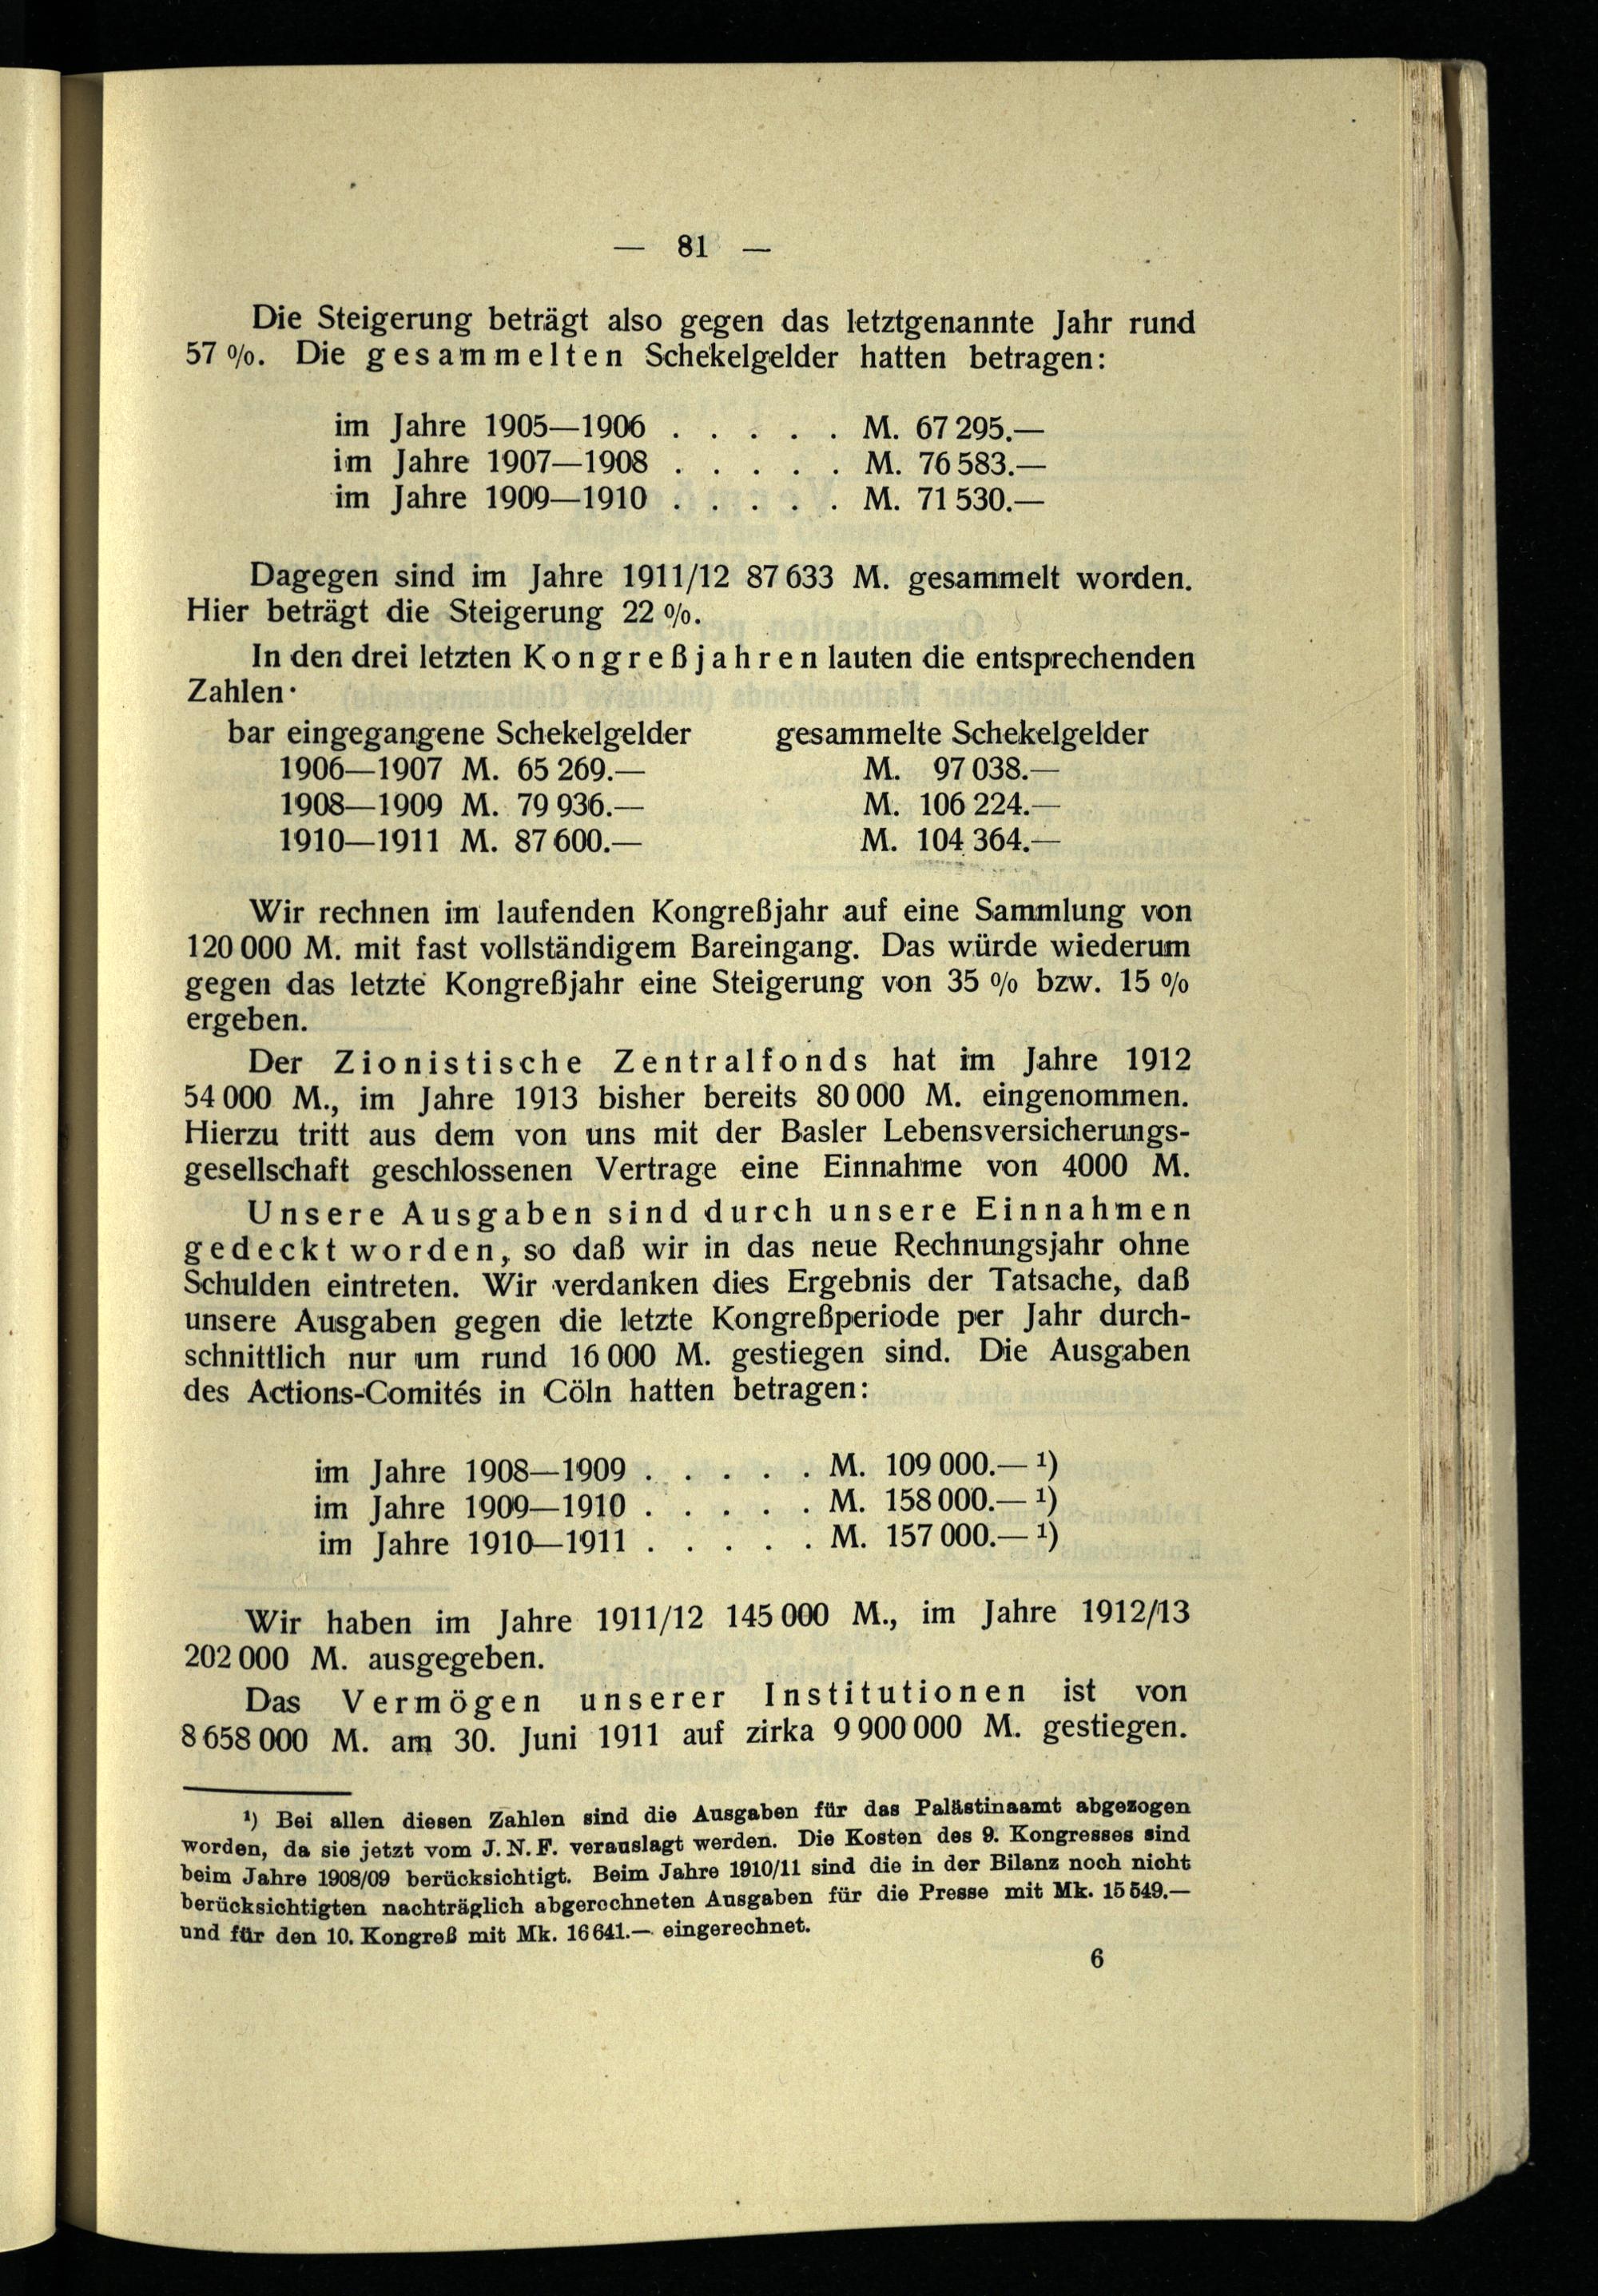 — 81 —
Die Steigerung beträgt also gegen das letztgenannte Jahr rund
57 %. Die gesammelten Schekelgelder hatten betragen:
im Jahre 1905—1906 . . . . . M. 67 295.—
im Jahre 1907—1908 . . . . . M. 76 583.—
im Jahre 1909—1910 . . . . . M. 71 530.—
Dagegen sind im Jahre 1911/12 87 633 M. gesammelt worden.
Hier beträgt die Steigerung 22 %.
In den drei letzten Kongreßjahren lauten die entsprechenden
Zahlen·
bar eingegangene Schekelgelder gesammelte Schekelgelder
1906—1907 M. 65 269.— M. 97 038.—
1908—1909 M. 79 936.— M. 106 224.—
1910—1911 M. 87 600.— M. 104 364.—
Wir rechnen im laufenden Kongreßjahr auf eine Sammlung von
120 000 M. mit fast vollständigem Bareingang. Das würde wiederum
gegen das letzte Kongreßjahr eine Steigerung von 35 % bzw. 15 %
ergeben.
Der Zionistische Zentralfonds hat im Jahre 1912
54 000 M., im Jahre 1913 bisher bereits 80 000 M. eingenommen.
Hierzu tritt aus dem von uns mit der Basler Lebensversicherungs-
gesellschaft geschlossenen Vertrage eine Einnahme von 4000 M.
Unsere Ausgaben sind durch unsere Einnahmen
gedeckt worden, so daß wir in das neue Rechnungsjahr ohne
Schulden eintreten. Wir verdanken dies Ergebnis der Tatsache, daß
unsere Ausgaben gegen die letzte Kongreßperiode per Jahr durch-
schnittlich nur um rund 16 000 M. gestiegen sind. Die Ausgaben
des Actions-Comités in Cöln hatten betragen:
im Jahre 1908—1909 . . . . . M. 109 000.— ¹)
im Jahre 1909—1910 . . . . . M. 158 000.— ¹)
im Jahre 1910—1911 . . . . . M. 157 000.— ¹)
Wir haben im Jahre 1911/12 145 000 M., im Jahre 1912/13
202 000 M. ausgegeben.
Das Vermögen unserer Institutionen ist von
8 658 000 M. am 30. Juni 1911 auf zirka 9 900 000 M. gestiegen.
¹) Bei allen diesen Zahlen sind die Ausgaben für das Palästinaamt abgezogen
worden, da sie jetzt vom J. N. F. verauslagt werden. Die Kosten des 9. Kongresses sind
beim Jahre 1908/09 berücksichtigt. Beim Jahre 1910/11 sind die in der Bilanz noch nicht
berücksichtigten nachträglich abgerechneten Ausgaben für die Presse mit Mk. 15 549.—
und für den 10. Kongreß mit Mk. 16 641.— eingerechnet.
6